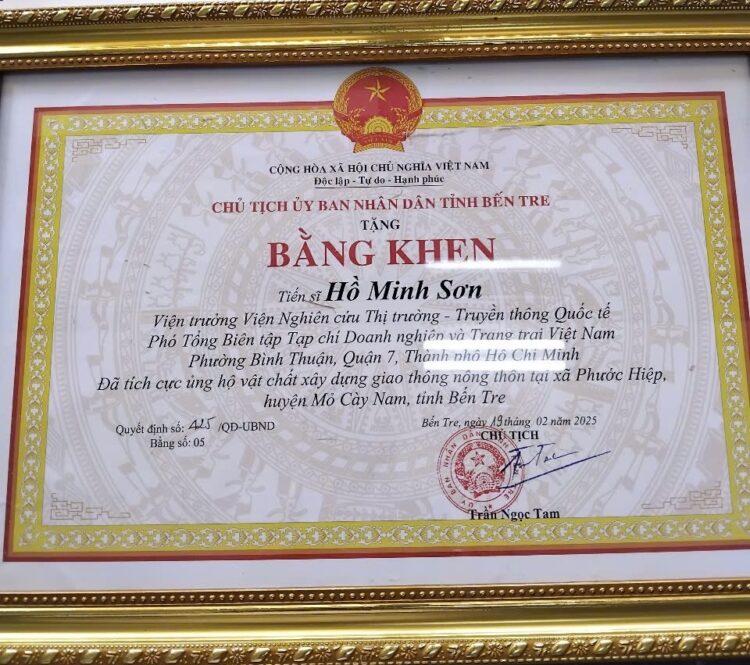 CỘNG HÒA XÃ HỘI CHỦ NGHĨA VIỆT NAM
Độc lập - Tự do - Hạnh phúc
CHỦ TỊCH ỦY BAN NHÂN DÂN TỈNH BẾN TRE
TẶNG
BẰNG KHEN
Tiến sĩ Hồ Minh Sơn
Viện trưởng Viện Nghiên cứu Thị trường - Truyền thông Quốc tế
Phó Tổng Biên tập Tạp chí Doanh nghiệp và Trang trại Việt Nam
Phường Bình Thuận, Quận 7, Thành phố Hồ Chí Minh
Đã tích cực ủng hộ vật chất xây dựng giao thông nông thôn tại xã Phước Hiệp,
huyện Mỏ Cày Nam, tỉnh Bến Tre
Quyết định số: 425 /QĐ-UBND
Bằng số: 05
Bến Tre, ngày 19 tháng 02 năm 2025
CHỦ TỊCH
Trần Ngọc Tam